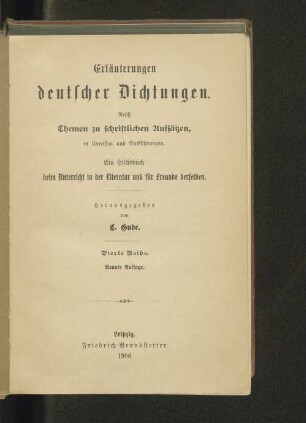 Erläuterungen
deutscher Dichtungen.
Nebst
Themen zu schriftlichen Aufsätzen,
in Umrissen und Ausführungen.
Ein Hilfsbuch
beim Unterricht in der Literatur und für Freunde derselben.
Herausgegeben
von
C. Gude.
Vierte Reihe.
Neunte Auflage.
Leipzig.
Friedrich Brandstetter.
1906